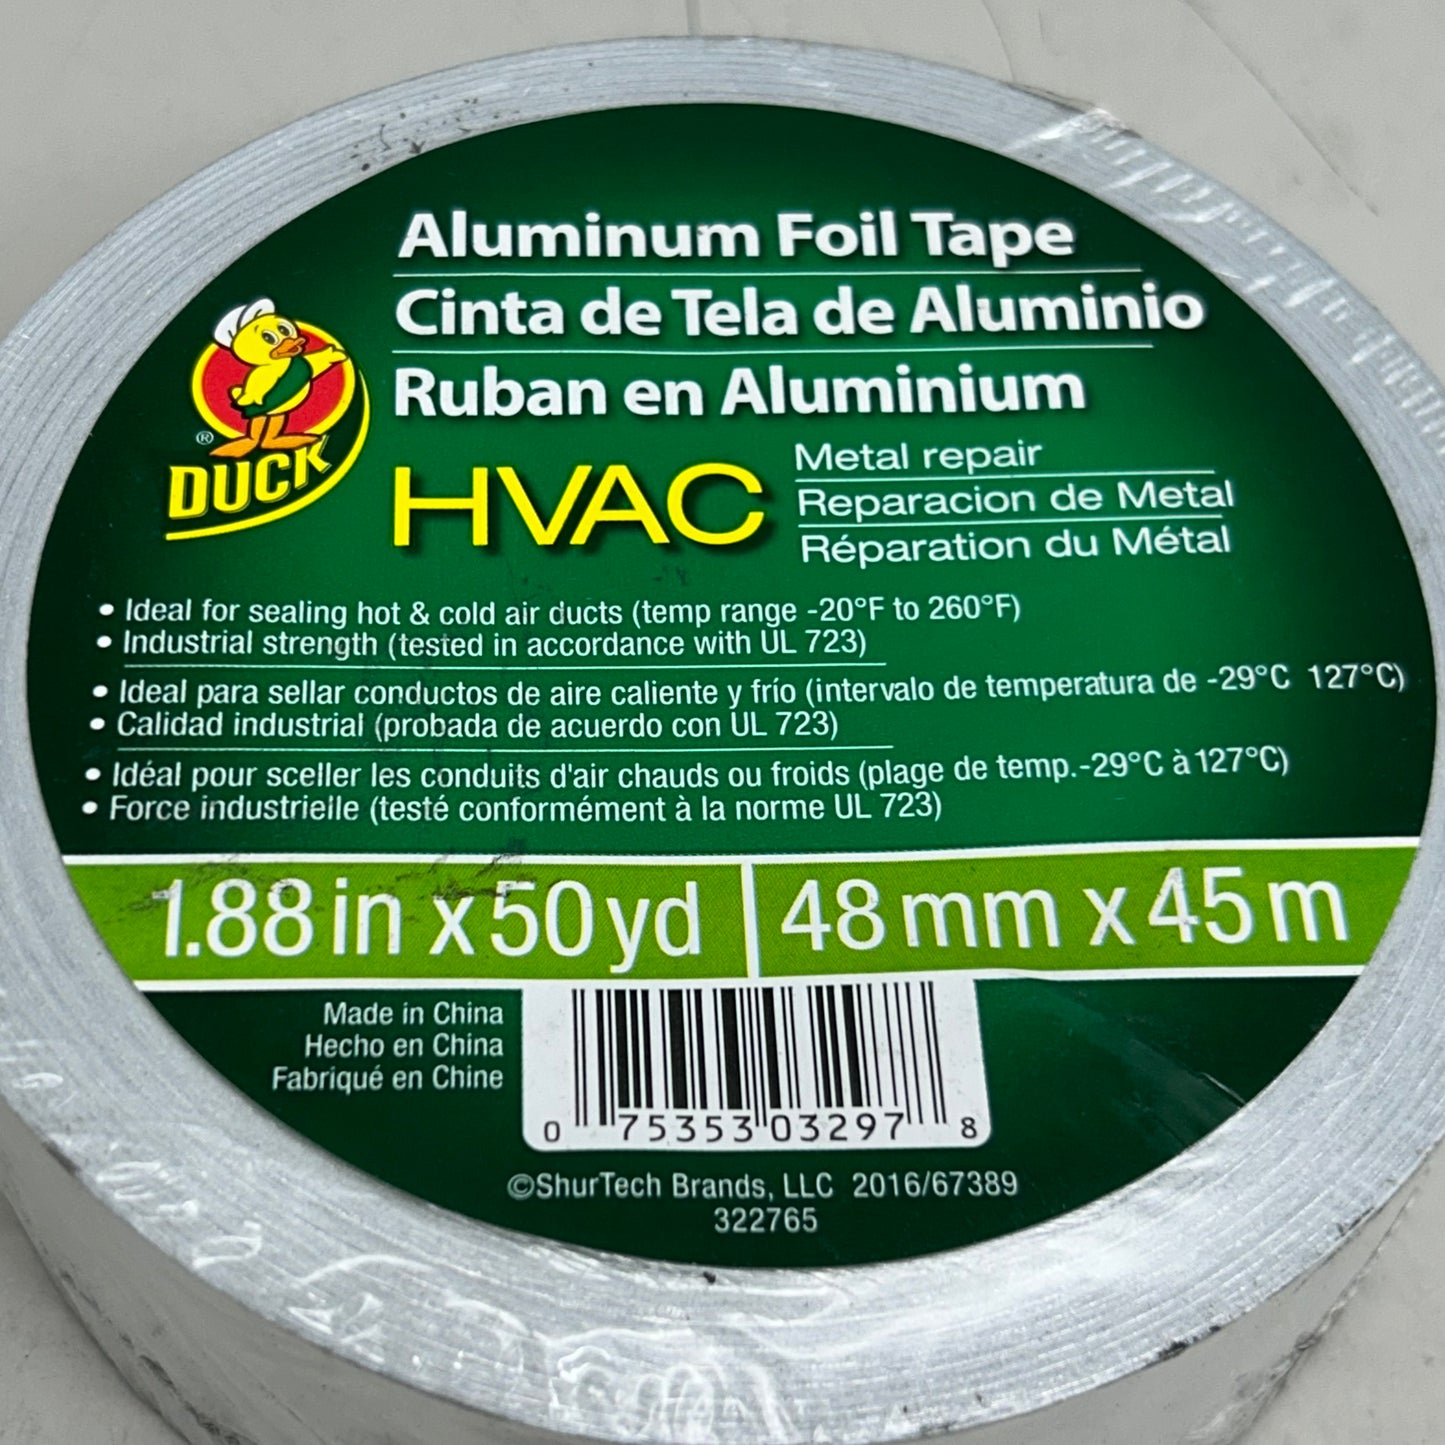 Aluminum Foil Tape
Cinta de Tela de Aluminio
Ruban en Aluminium
® DUCK
HVAC
Metal repair
Reparacion de Metal
Réparation du Métal
• Ideal for sealing hot & cold air ducts (temp range -20°F to 260°F)
• Industrial strength (tested in accordance with UL 723)
• Ideal para sellar conductos de aire caliente y frío (intervalo de temperatura de -29°C 127°C)
• Calidad industrial (probada de acuerdo con UL 723)
• Idéal pour sceller les conduits d'air chauds ou froids (plage de temp.-29°C à 127°C)
• Force industrielle (testé conformément à la norme UL 723)
1.88 in x 50 yd | 48 mm x 45 m
Made in China
Hecho en China
Fabriqué en Chine
0 75353 03297 8
©ShurTech Brands, LLC 2016/67389
322765